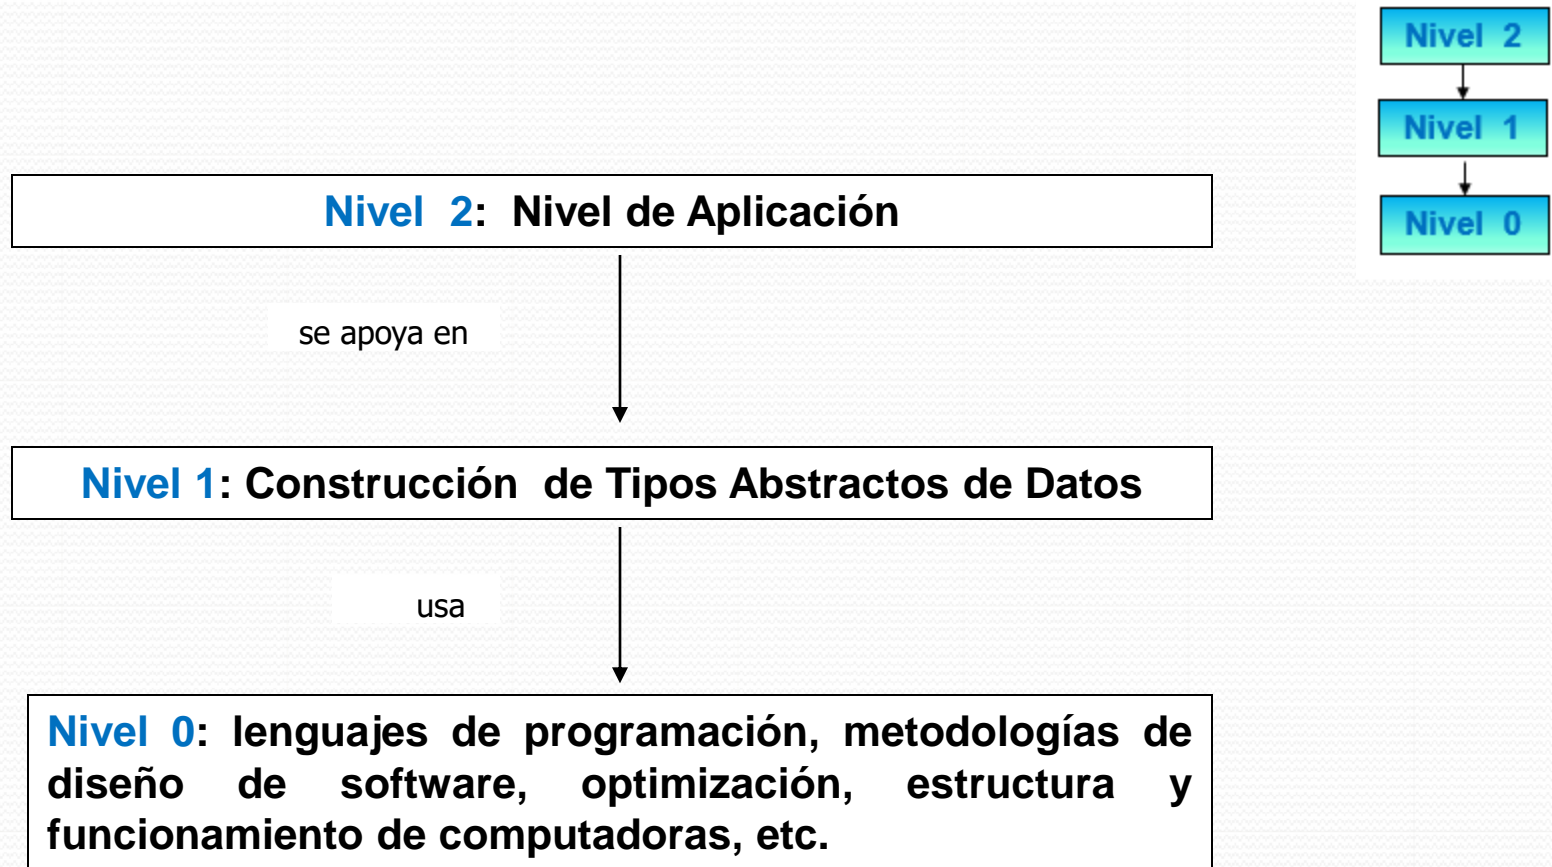 Nivel 2
Nivel 1
Nivel 0
Nivel 2: Nivel de Aplicación
se apoya en
Nivel 1: Construcción de Tipos Abstractos de Datos
usa
Nivel 0: lenguajes de programación, metodologías de
diseño de software, optimización, estructura y
funcionamiento de computadoras, etc.